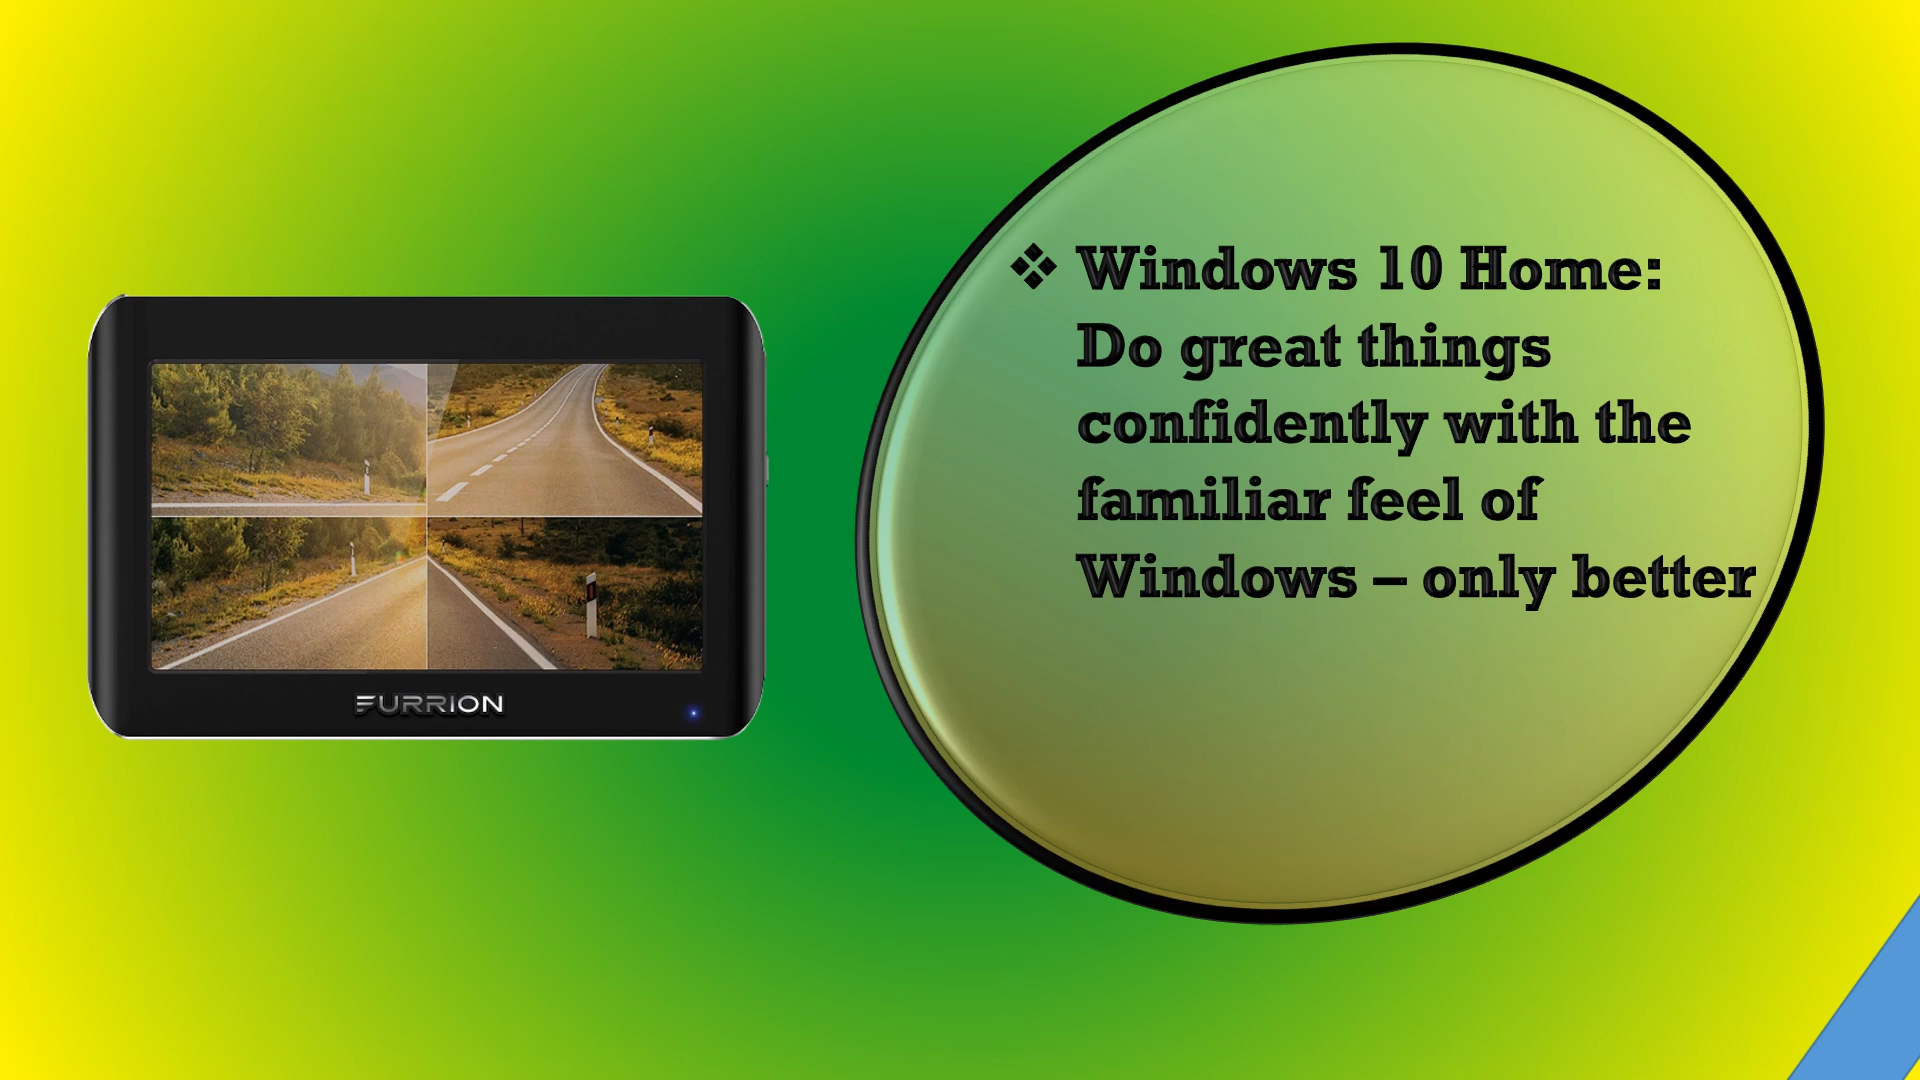 ❖ Windows 10 Home:
Do great things
confidently with the
familiar feel of
Windows – only better
FURRION